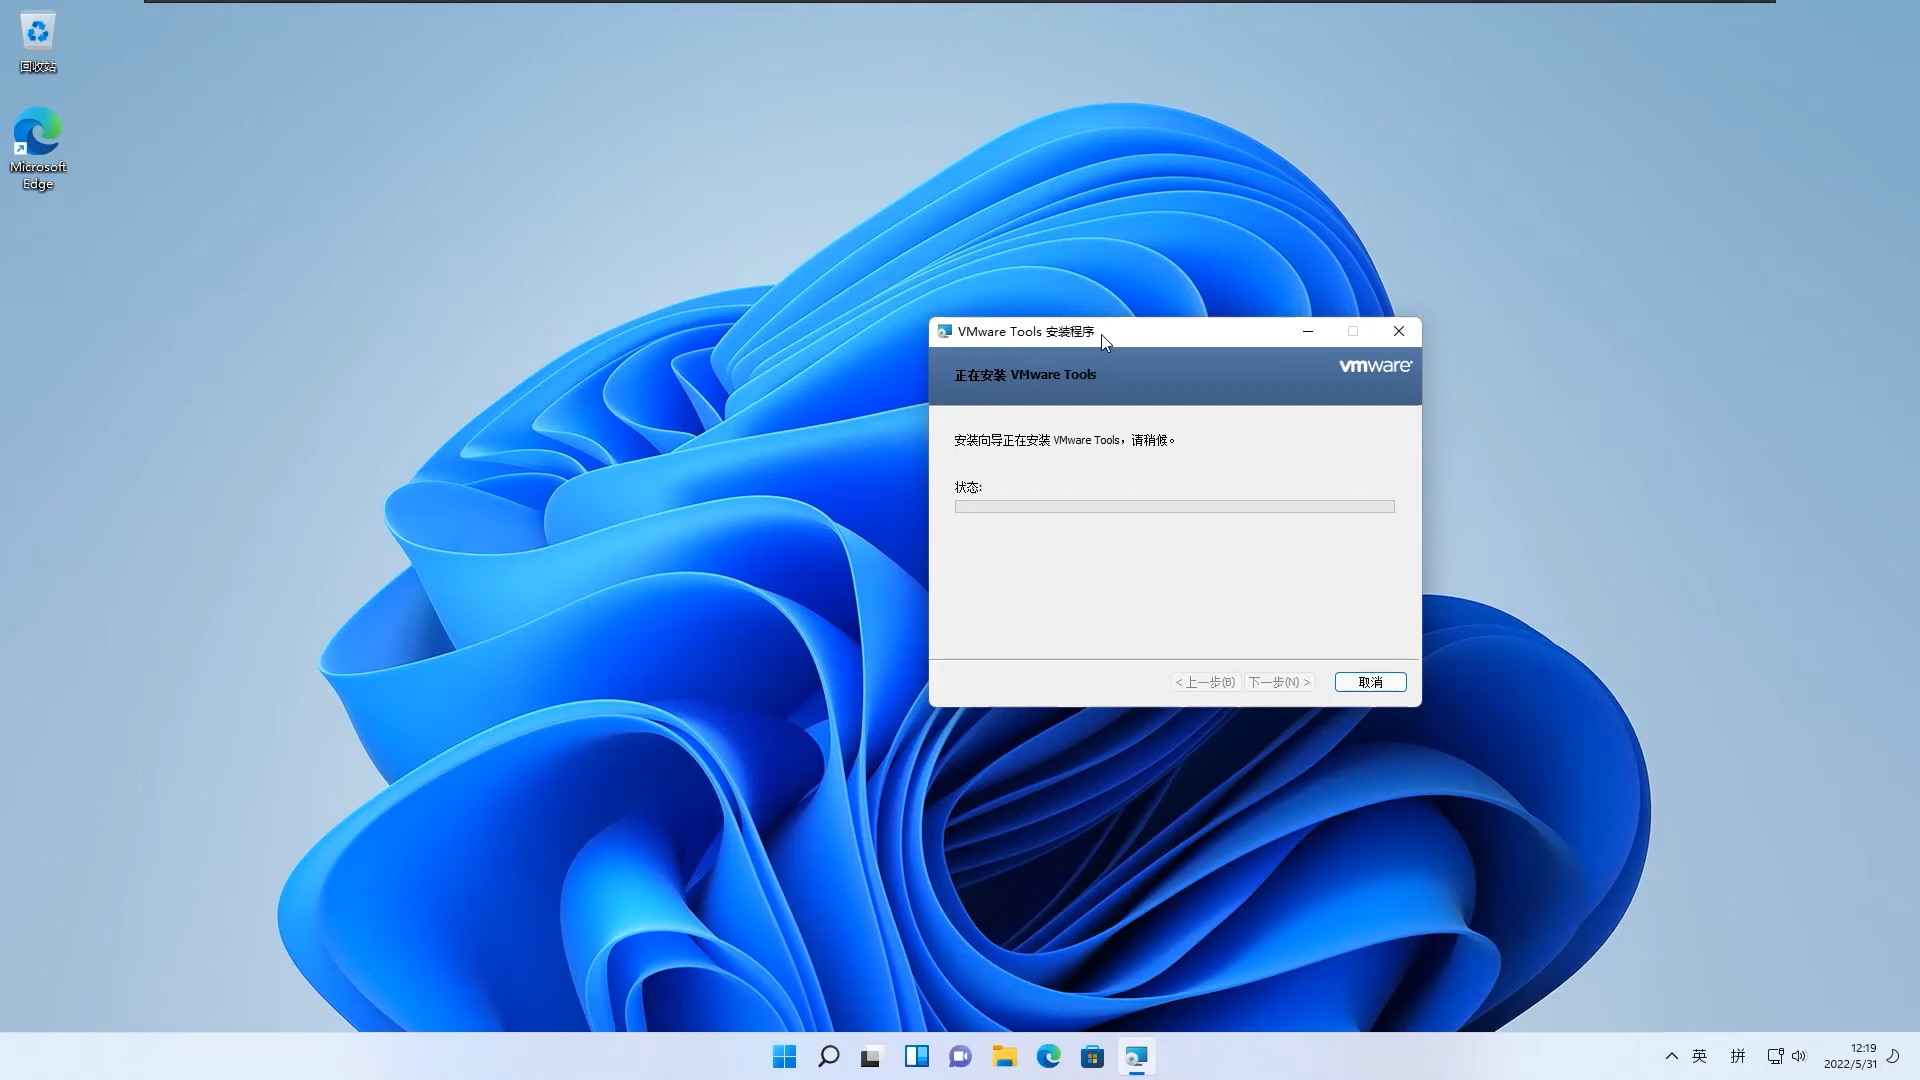 回收站
Microsoft
Edge
VMware Tools 安装程序
正在安装 VMware Tools
vmware
安装向导正在安装 VMware Tools，请稍候。
状态:
< 上一步(B)
下一步(N) >
取消
英
拼
12:19
2022/5/31